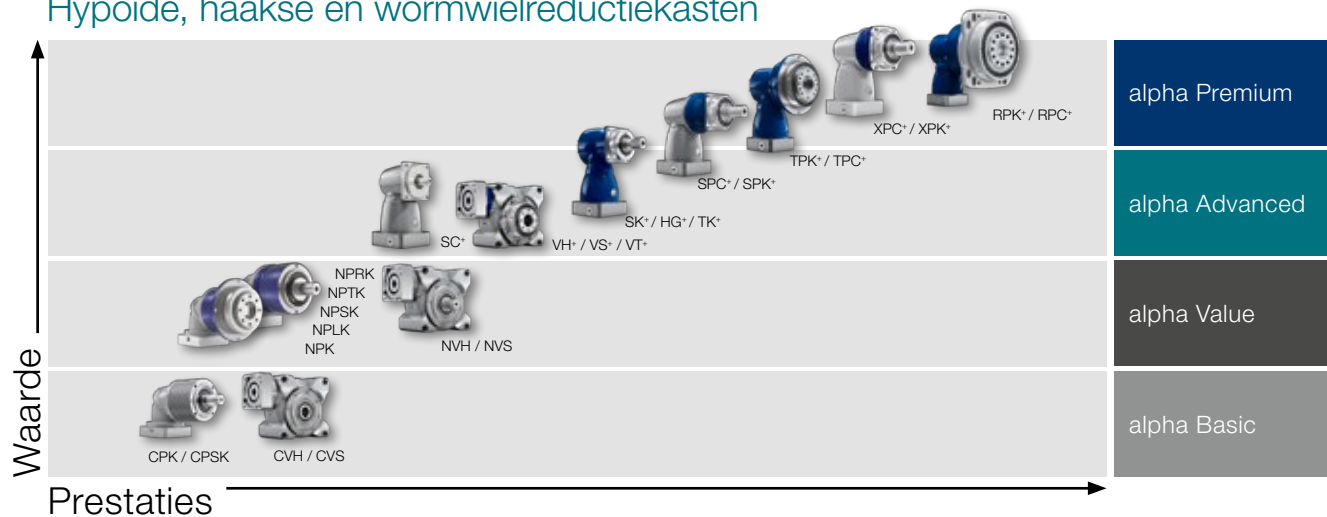 Hypoïde, haakse en wormwielreductiekasten
alpha Premium
RPK⁺ / RPC⁺
XPC⁺ / XPK⁺
TPK⁺ / TPC⁺
SPC⁺ / SPK⁺
alpha Advanced
SK⁺ / HG⁺ / TK⁺
SC⁺
VH⁺ / VS⁺ / VT⁺
NPRK
NPTK
NPSK
NPLK
NPK
NVH / NVS
alpha Value
alpha Basic
CPK / CPSK
CVH / CVS
Waarde
Prestaties